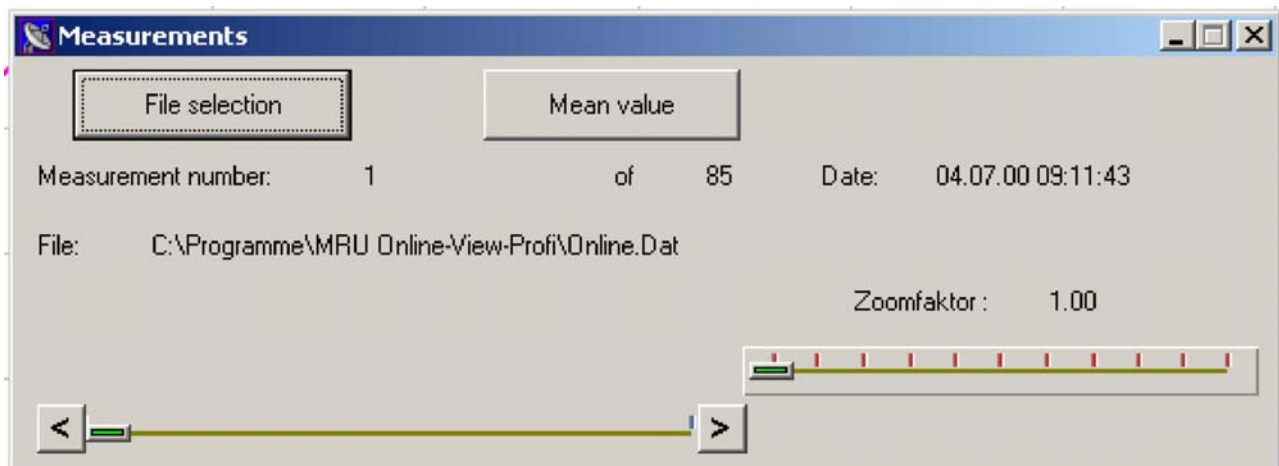 Measurements
File selection Mean value
Measurement number: 1 of 85 Date: 04.07.00 09:11:43
File: C:\Programme\MRU Online-View-Profi\Online.Dat
Zoomfaktor : 1.00
< >